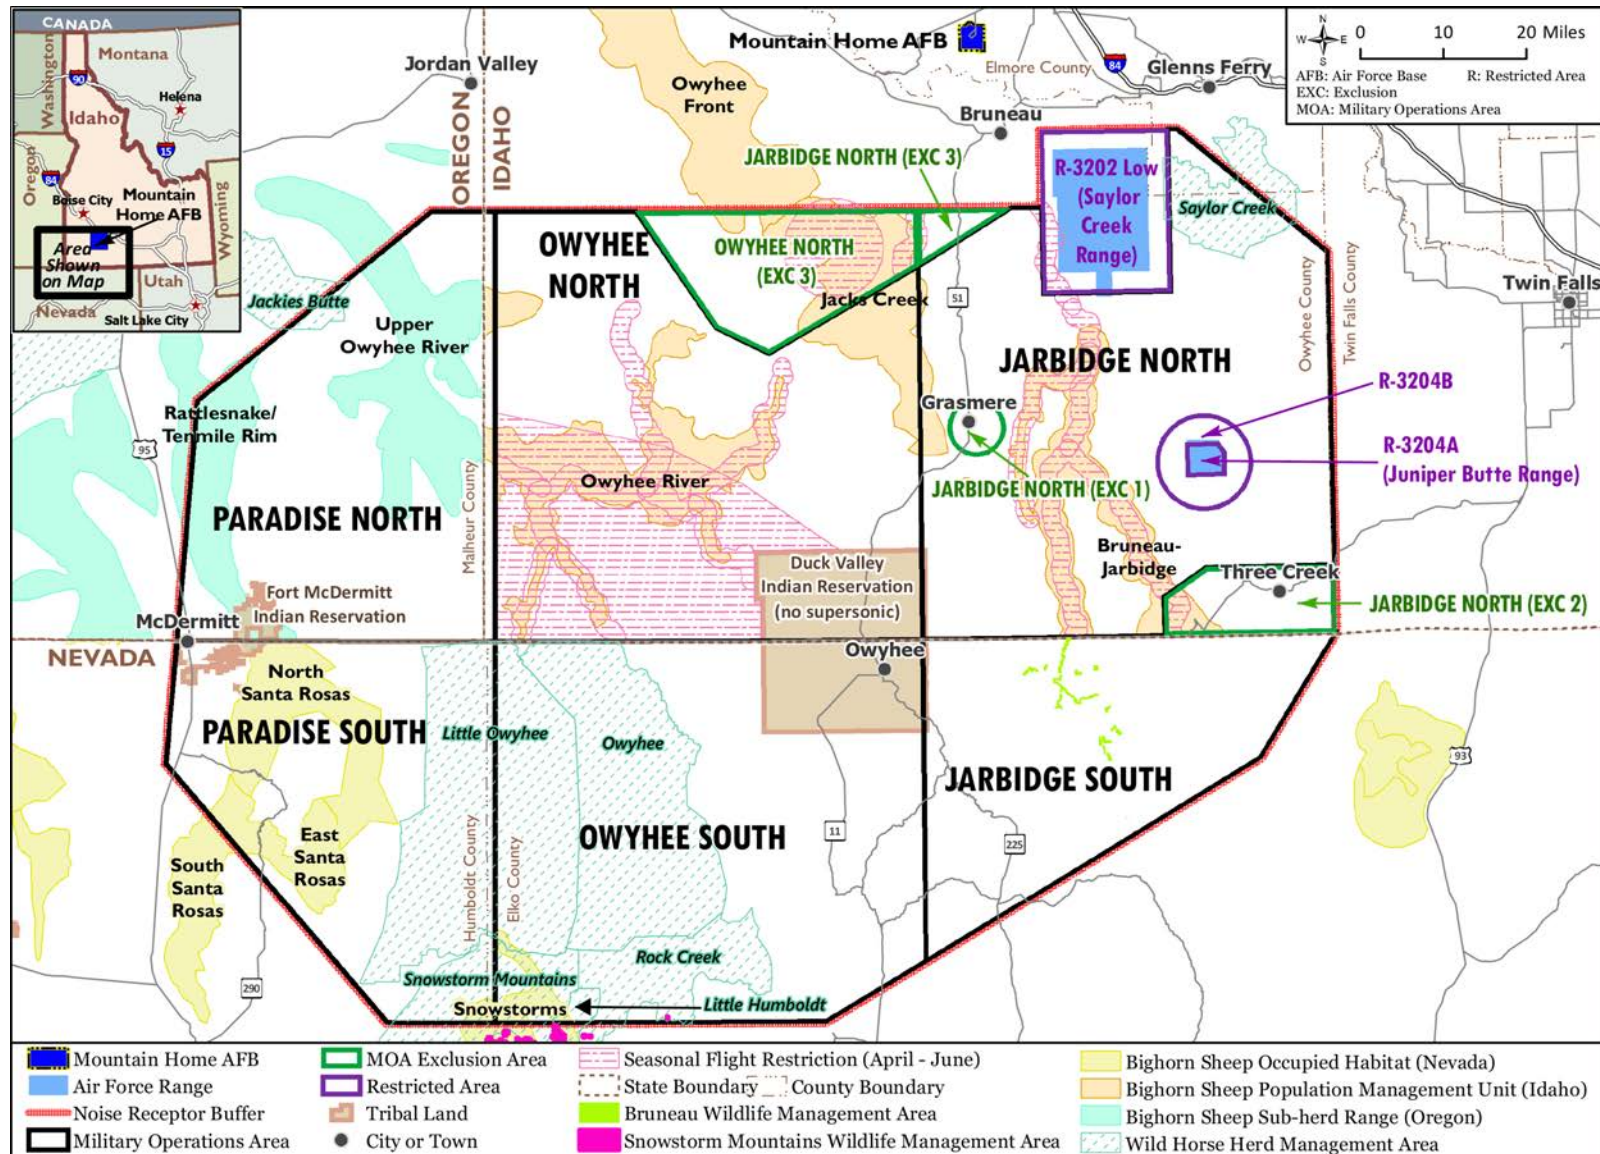 CANADA
Washington
Montana
90
Helena
Idaho
15
Oregon
84
Mountain
Home AFB
Boise City
Wyoming
Area
Shown
on Map
Utah
Nevada
Salt Lake City
Mountain Home AFB
N
W E
S
0 10 20 Miles
AFB: Air Force Base R: Restricted Area
EXC: Exclusion
MOA: Military Operations Area
Jordan Valley
Owyhee
Front
Elmore County
84
Glenns Ferry
Bruneau
OREGON
IDAHO
JARBIDGE NORTH (EXC 3)
R-3202 Low
(Saylor
Creek
Range)
Saylor Creek
OWYHEE
NORTH
OWYHEE NORTH
(EXC 3)
Jacks Creek
51
Owyhee County
Twin Falls County
Twin Falls
Jackies Butte
Upper
Owyhee River
JARBIDGE NORTH
R-3204B
Grasmere
Rattlesnake/
Tenmile Rim
95
R-3204A
(Juniper Butte Range)
Owyhee River
JARBIDGE NORTH (EXC 1)
PARADISE NORTH
Malheur County
Bruneau-
Jarbidge
Duck Valley
Indian Reservation
(no supersonic)
Three Creek
Fort McDermitt
Indian Reservation
JARBIDGE NORTH (EXC 2)
McDermitt
NEVADA
Owyhee
North
Santa Rosas
PARADISE SOUTH
Little Owyhee
Owyhee
93
JARBIDGE SOUTH
OWYHEE SOUTH
11
225
East
Santa
Rosas
South
Santa
Rosas
Humboldt County
Elko County
Rock Creek
Snowstorm Mountains
290
Snowstorms
Little Humboldt
Mountain Home AFB
Air Force Range
Noise Receptor Buffer
Military Operations Area
MOA Exclusion Area
Restricted Area
Tribal Land
City or Town
Seasonal Flight Restriction (April - June)
State Boundary County Boundary
Bruneau Wildlife Management Area
Snowstorm Mountains Wildlife Management Area
Bighorn Sheep Occupied Habitat (Nevada)
Bighorn Sheep Population Management Unit (Idaho)
Bighorn Sheep Sub-herd Range (Oregon)
Wild Horse Herd Management Area